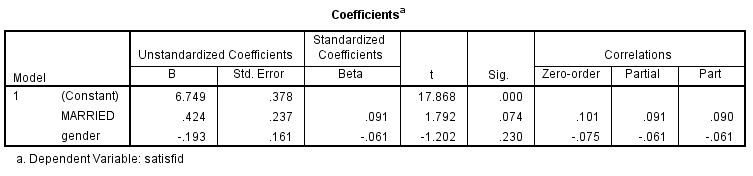 Coefficientsᵃ
Model Unstandardized Coefficients Standardized Coefficients t Sig. Correlations
B Std. Error Beta Zero-order Partial Part
1 (Constant) 6.749 .378 17.868 .000
MARRIED .424 .237 .091 1.792 .074 .101 .091 .090
gender -.193 .161 -.061 -1.202 .230 -.075 -.061 -.061
a. Dependent Variable: satisfid